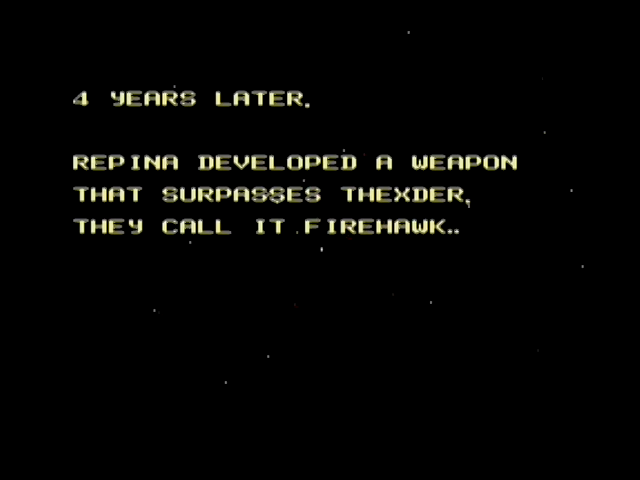 4 YEARS LATER.
REPINA DEVELOPED A WEAPON
THAT SURPASSES THEXDER.
THEY CALL IT FIREHAWK..